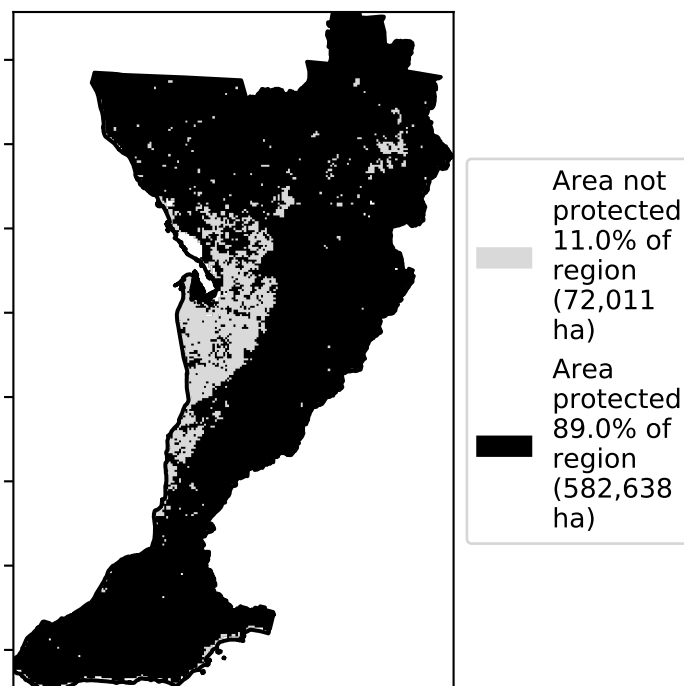 Area not
protected
11.0% of
region
(72,011
ha)
Area
protected
89.0% of
region
(582,638
ha)